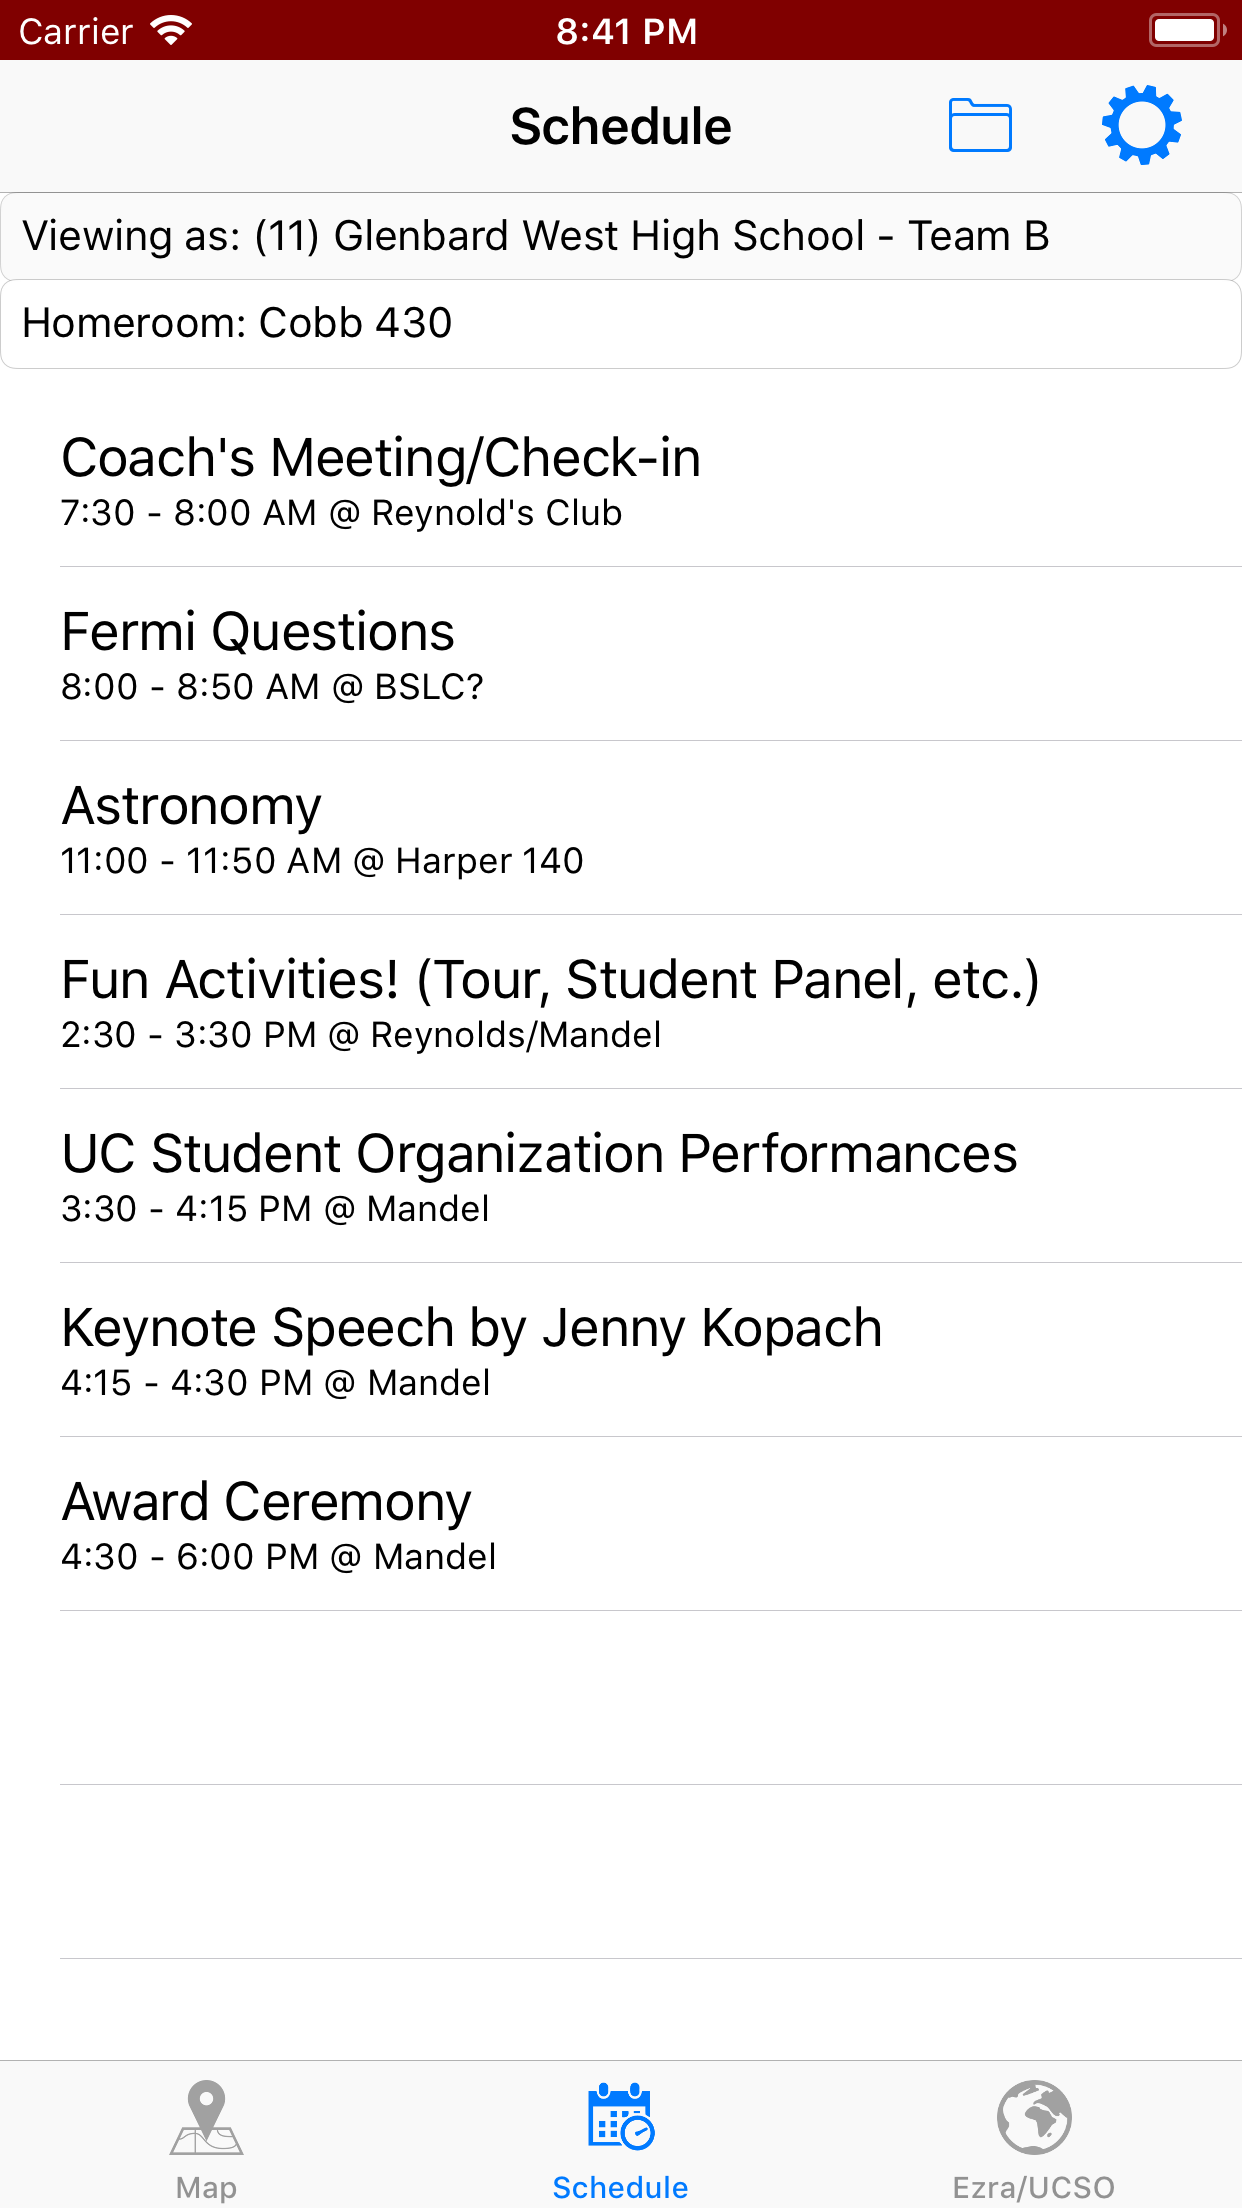 Carrier 8:41 PM
Schedule
Viewing as: (11) Glenbard West High School - Team B
Homeroom: Cobb 430
Coach's Meeting/Check-in
7:30 - 8:00 AM @ Reynold's Club
Fermi Questions
8:00 - 8:50 AM @ BSLC?
Astronomy
11:00 - 11:50 AM @ Harper 140
Fun Activities! (Tour, Student Panel, etc.)
2:30 - 3:30 PM @ Reynolds/Mandel
UC Student Organization Performances
3:30 - 4:15 PM @ Mandel
Keynote Speech by Jenny Kopach
4:15 - 4:30 PM @ Mandel
Award Ceremony
4:30 - 6:00 PM @ Mandel
Map Schedule Ezra/UCSO